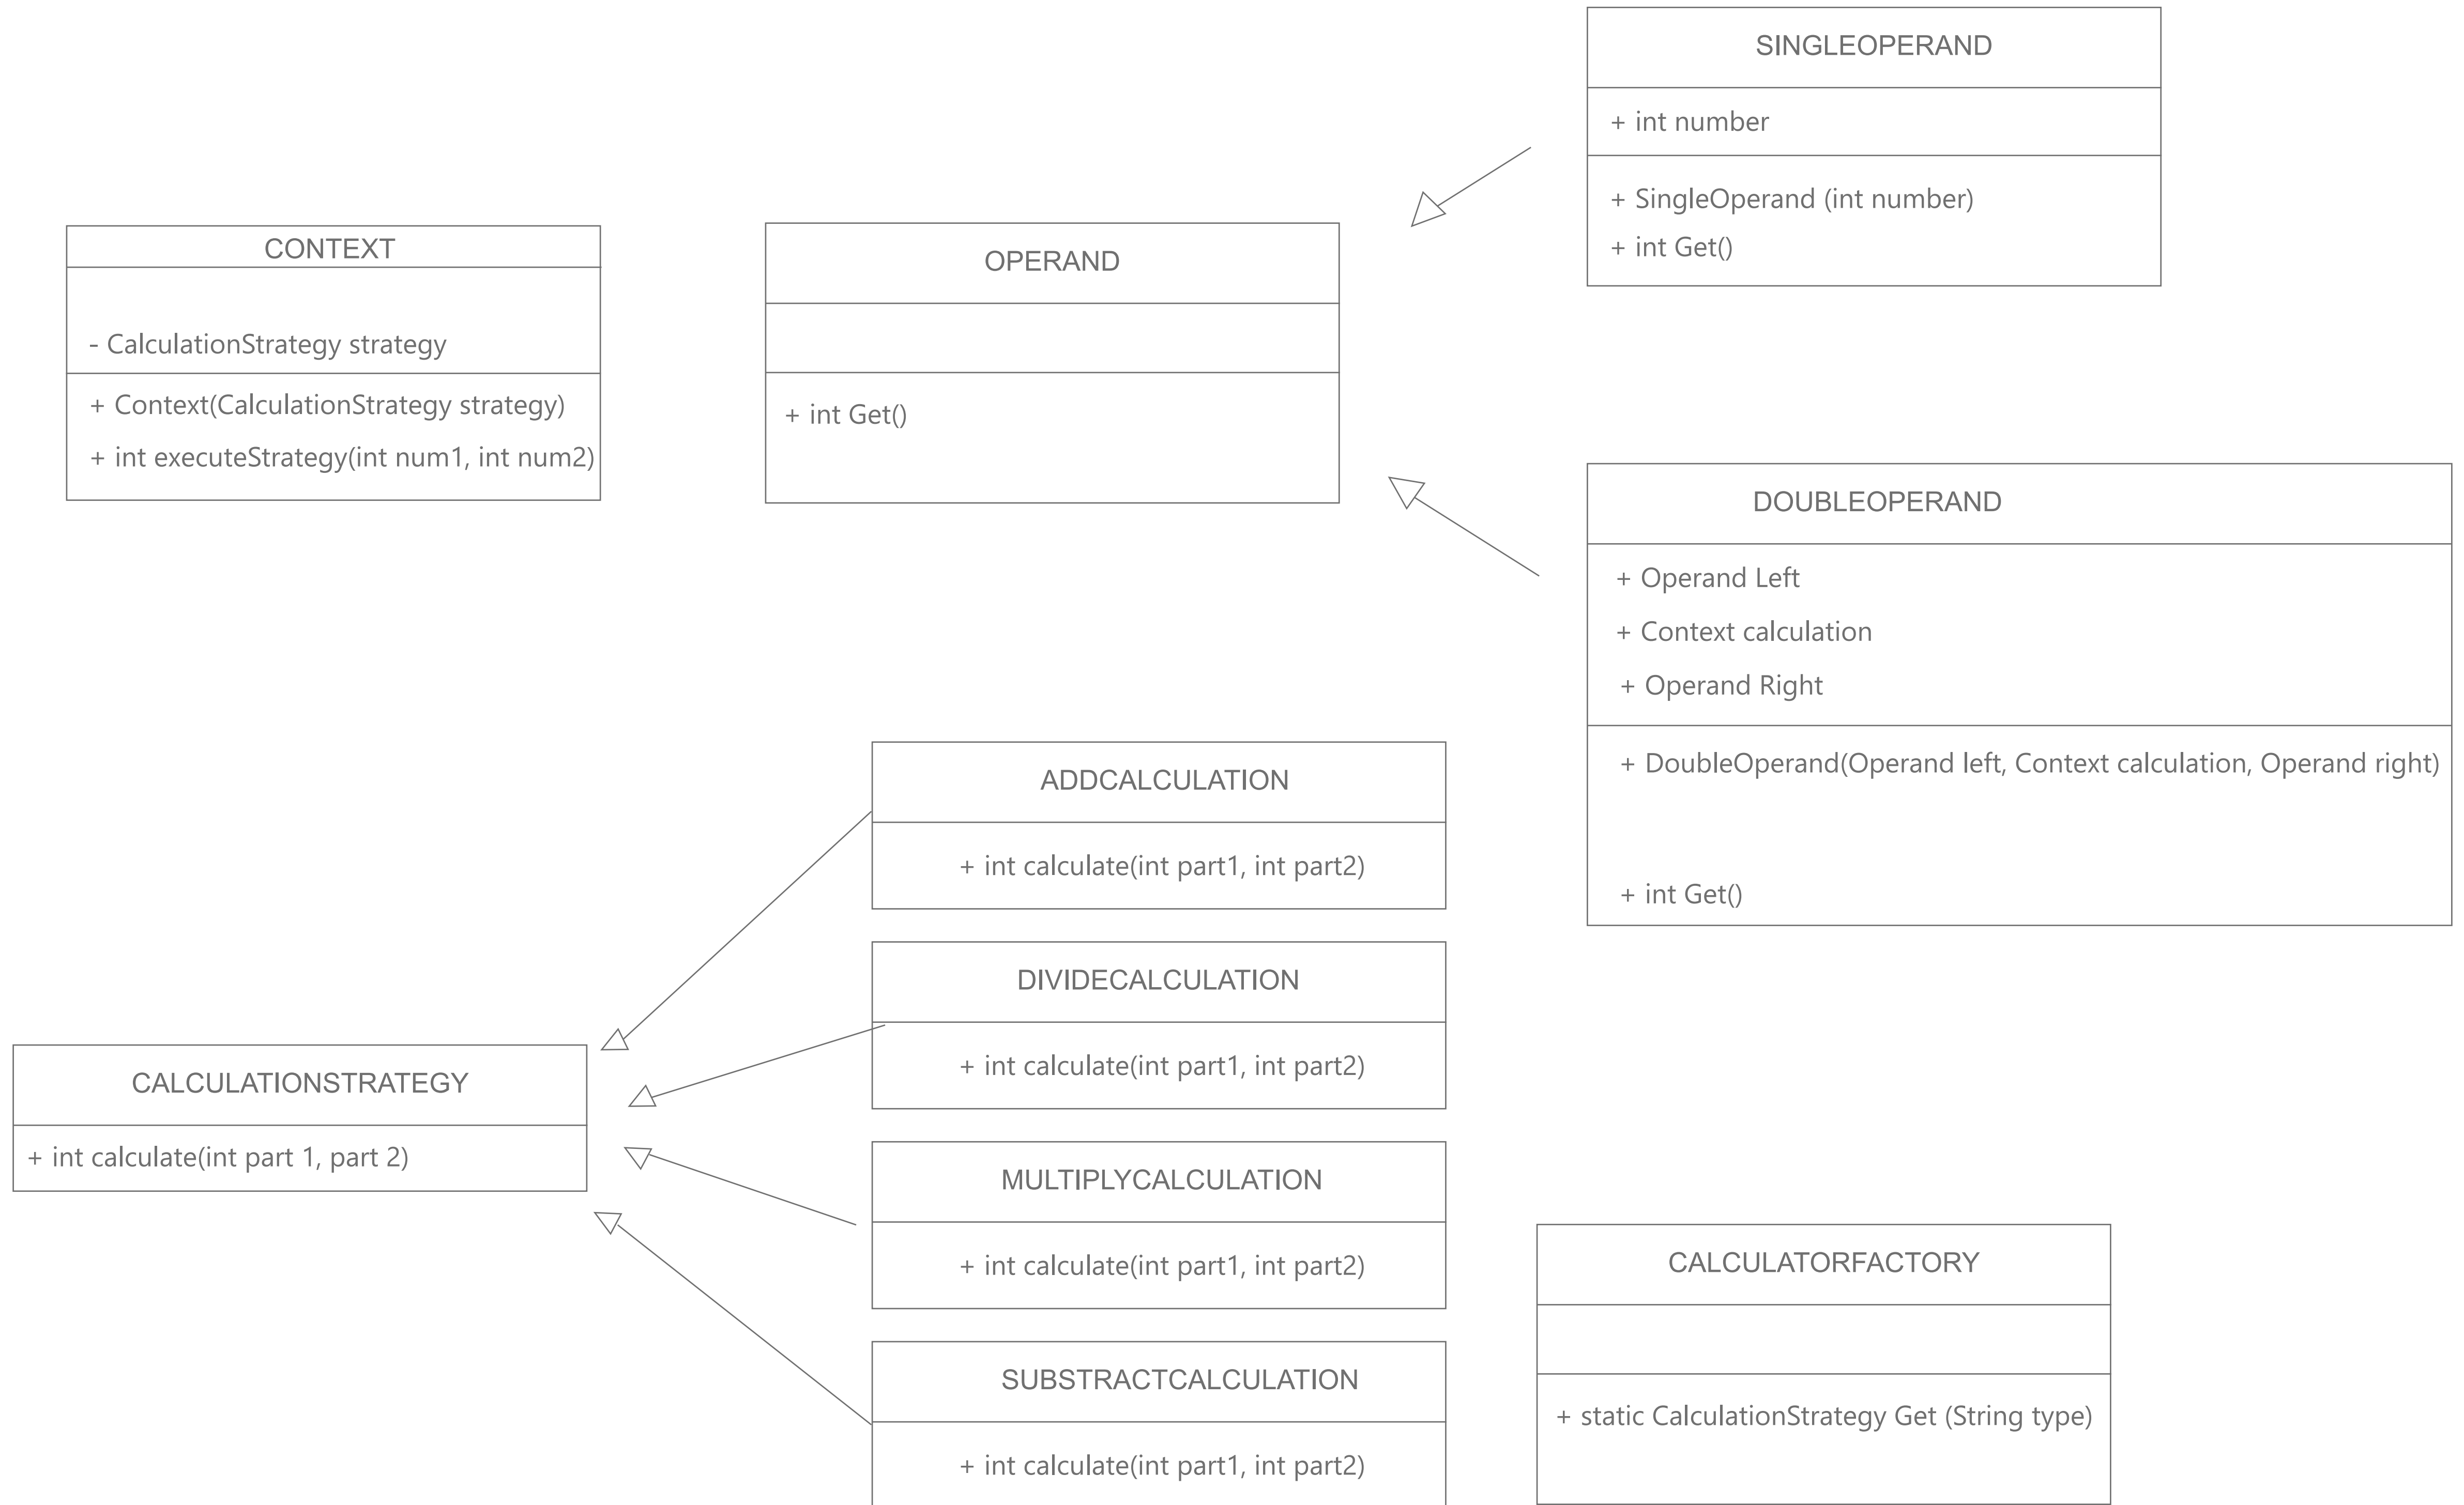 SINGLEOPERAND
+ int number
+ SingleOperand (int number)
+ int Get()
CONTEXT
- CalculationStrategy strategy
+ Context(CalculationStrategy strategy)
+ int executeStrategy(int num1, int num2)
OPERAND
+ int Get()
DOUBLEOPERAND
+ Operand Left
+ Context calculation
+ Operand Right
+ DoubleOperand(Operand left, Context calculation, Operand right)
+ int Get()
ADDCALCULATION
+ int calculate(int part1, int part2)
DIVIDECALCULATION
+ int calculate(int part1, int part2)
CALCULATIONSTRATEGY
+ int calculate(int part 1, part 2)
MULTIPLYCALCULATION
+ int calculate(int part1, int part2)
SUBSTRACTCALCULATION
+ int calculate(int part1, int part2)
CALCULATORFACTORY
+ static CalculationStrategy Get (String type)